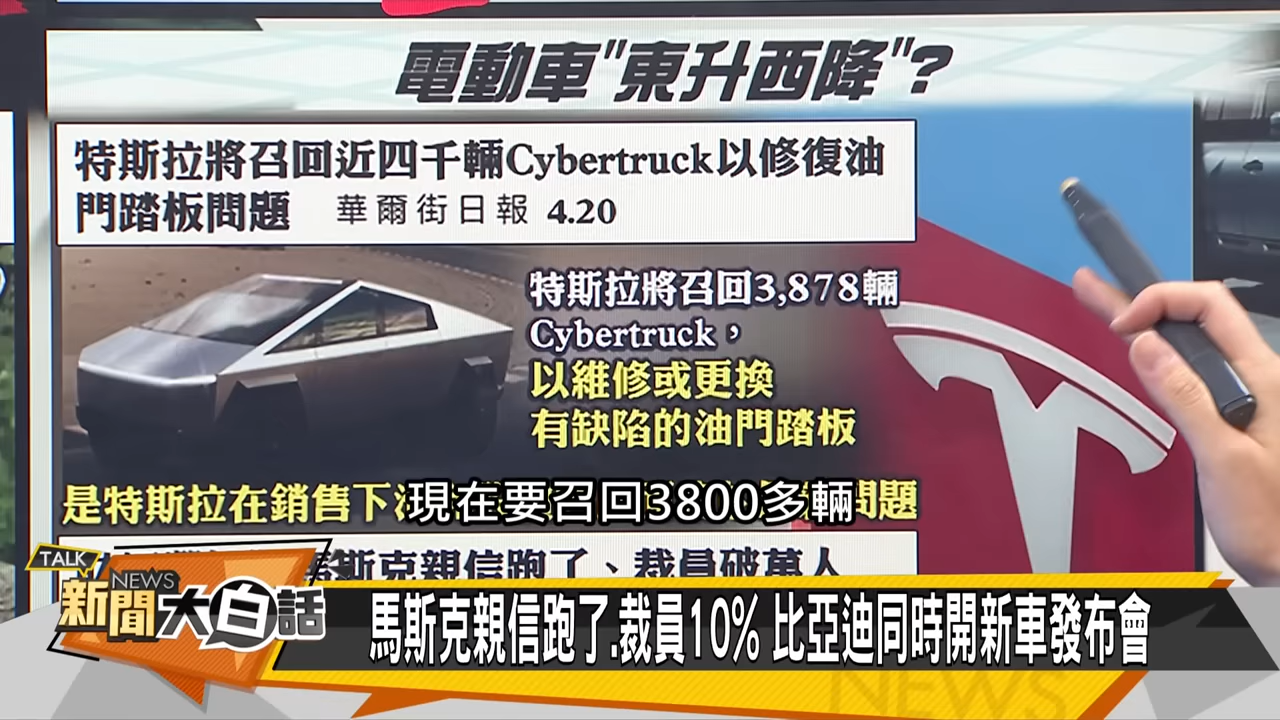 電動車"東升西降"?
特斯拉將召回近四千輛Cybertruck以修復油
門踏板問題 華爾街日報 4.20
特斯拉將召回3,878輛
Cybertruck，
以維修或更換
有缺陷的油門踏板
是特斯拉在銷售下
問題
現在要召回3800多輛
斯克親信跑了、裁員破萬人
TALK
NEWS
新聞大白話
馬斯克親信跑了.裁員10% 比亞迪同時開新車發布會
NEWS